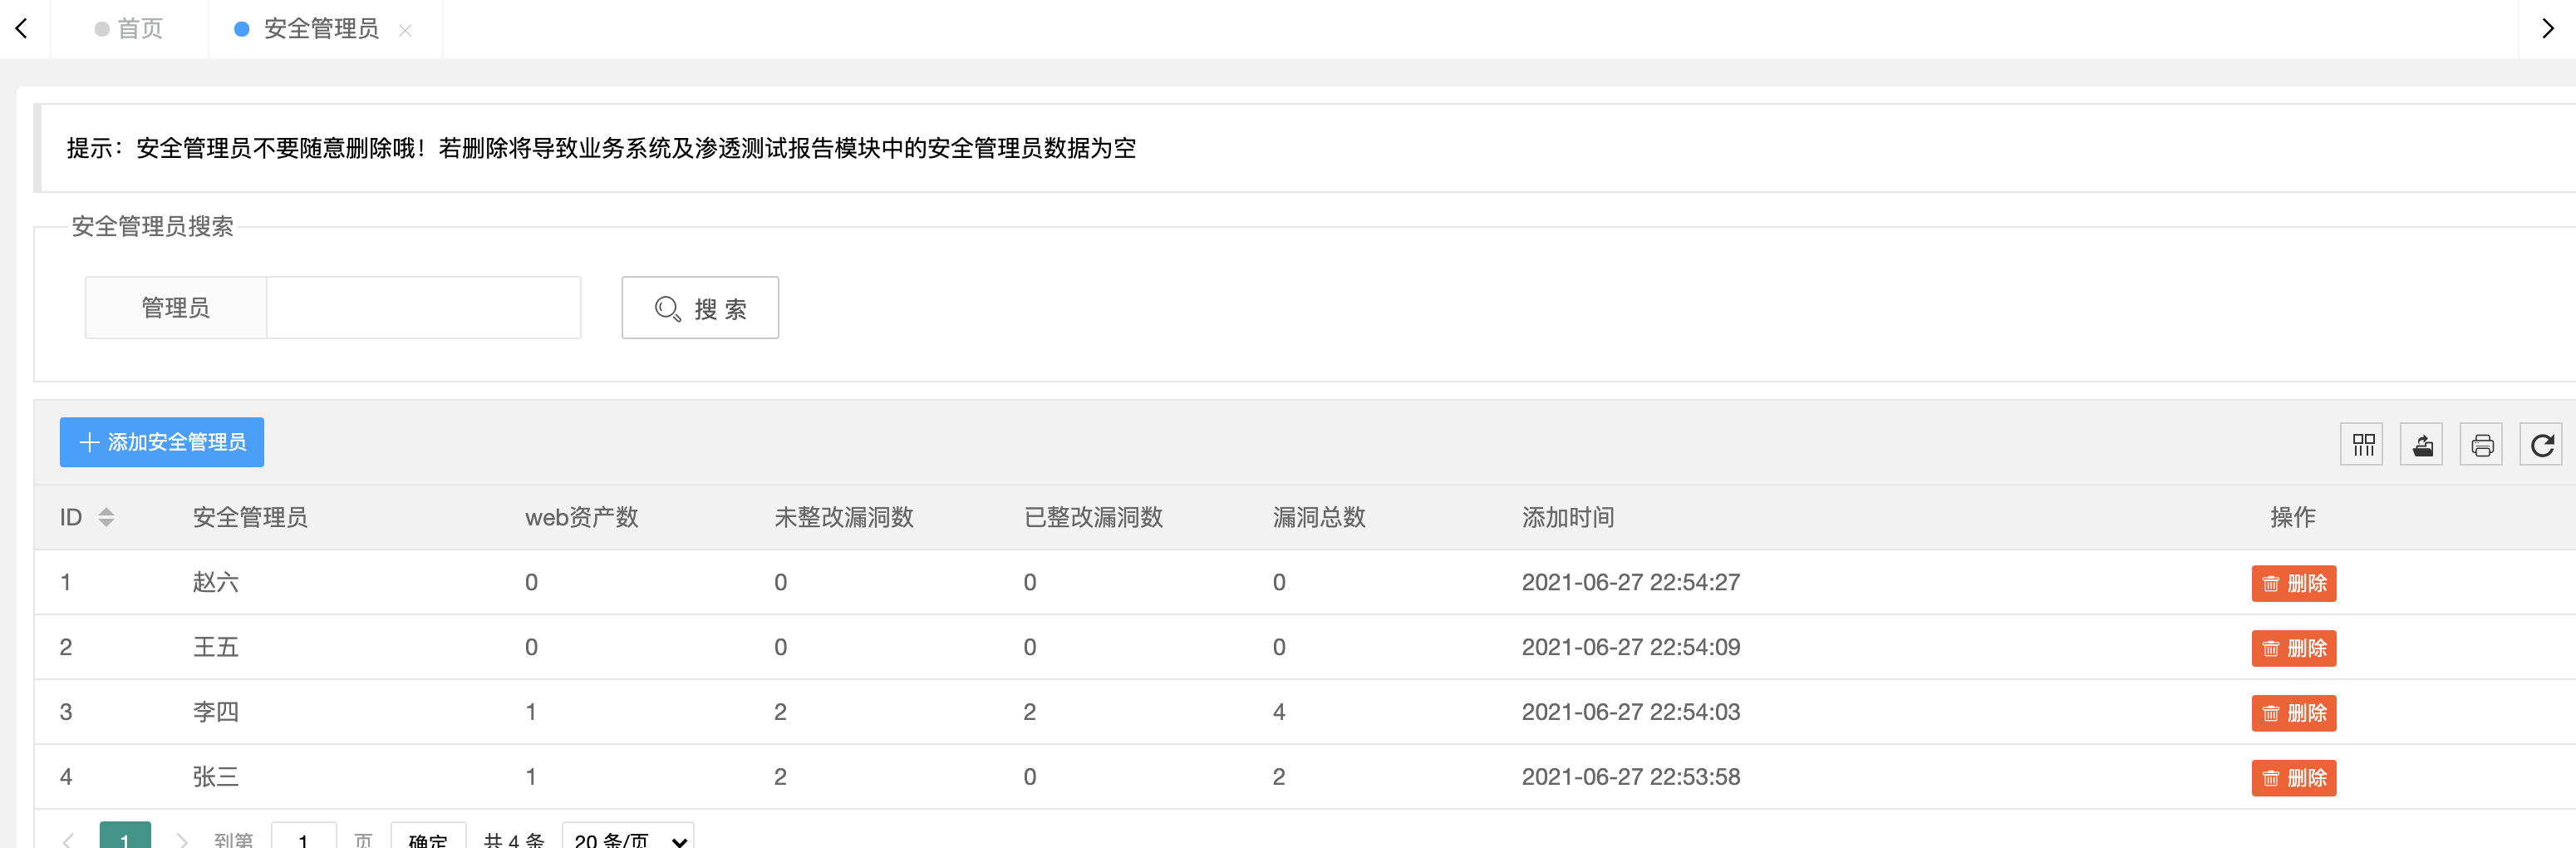 首页 安全管理员
提示：安全管理员不要随意删除哦！若删除将导致业务系统及渗透测试报告模块中的安全管理员数据为空
安全管理员搜索
管理员 搜 索
添加安全管理员
ID 安全管理员 web资产数 未整改漏洞数 已整改漏洞数 漏洞总数 添加时间 操作
1 赵六 0 0 0 0 2021-06-27 22:54:27 删除
2 王五 0 0 0 0 2021-06-27 22:54:09 删除
3 李四 1 2 2 4 2021-06-27 22:54:03 删除
4 张三 1 2 0 2 2021-06-27 22:53:58 删除
1 到第 1 页 确定 共 4 条 20 条/页